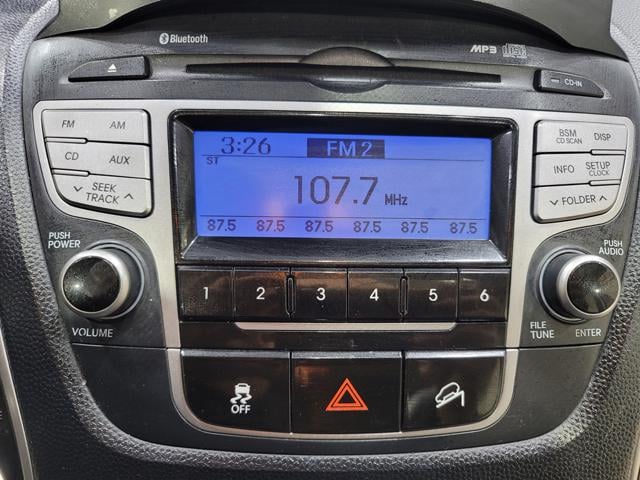 Bluetooth
MP3
CD-IN
FM AM
CD AUX
SEEK
TRACK
3:26 FM 2
ST
107.7 MHz
87.5 87.5 87.5 87.5 87.5 87.5
BSM
CD SCAN
DISP
INFO
SETUP
CLOCK
FOLDER
PUSH
POWER
VOLUME
1 2 3 4 5 6
PUSH
AUDIO
FILE
TUNE
ENTER
OFF